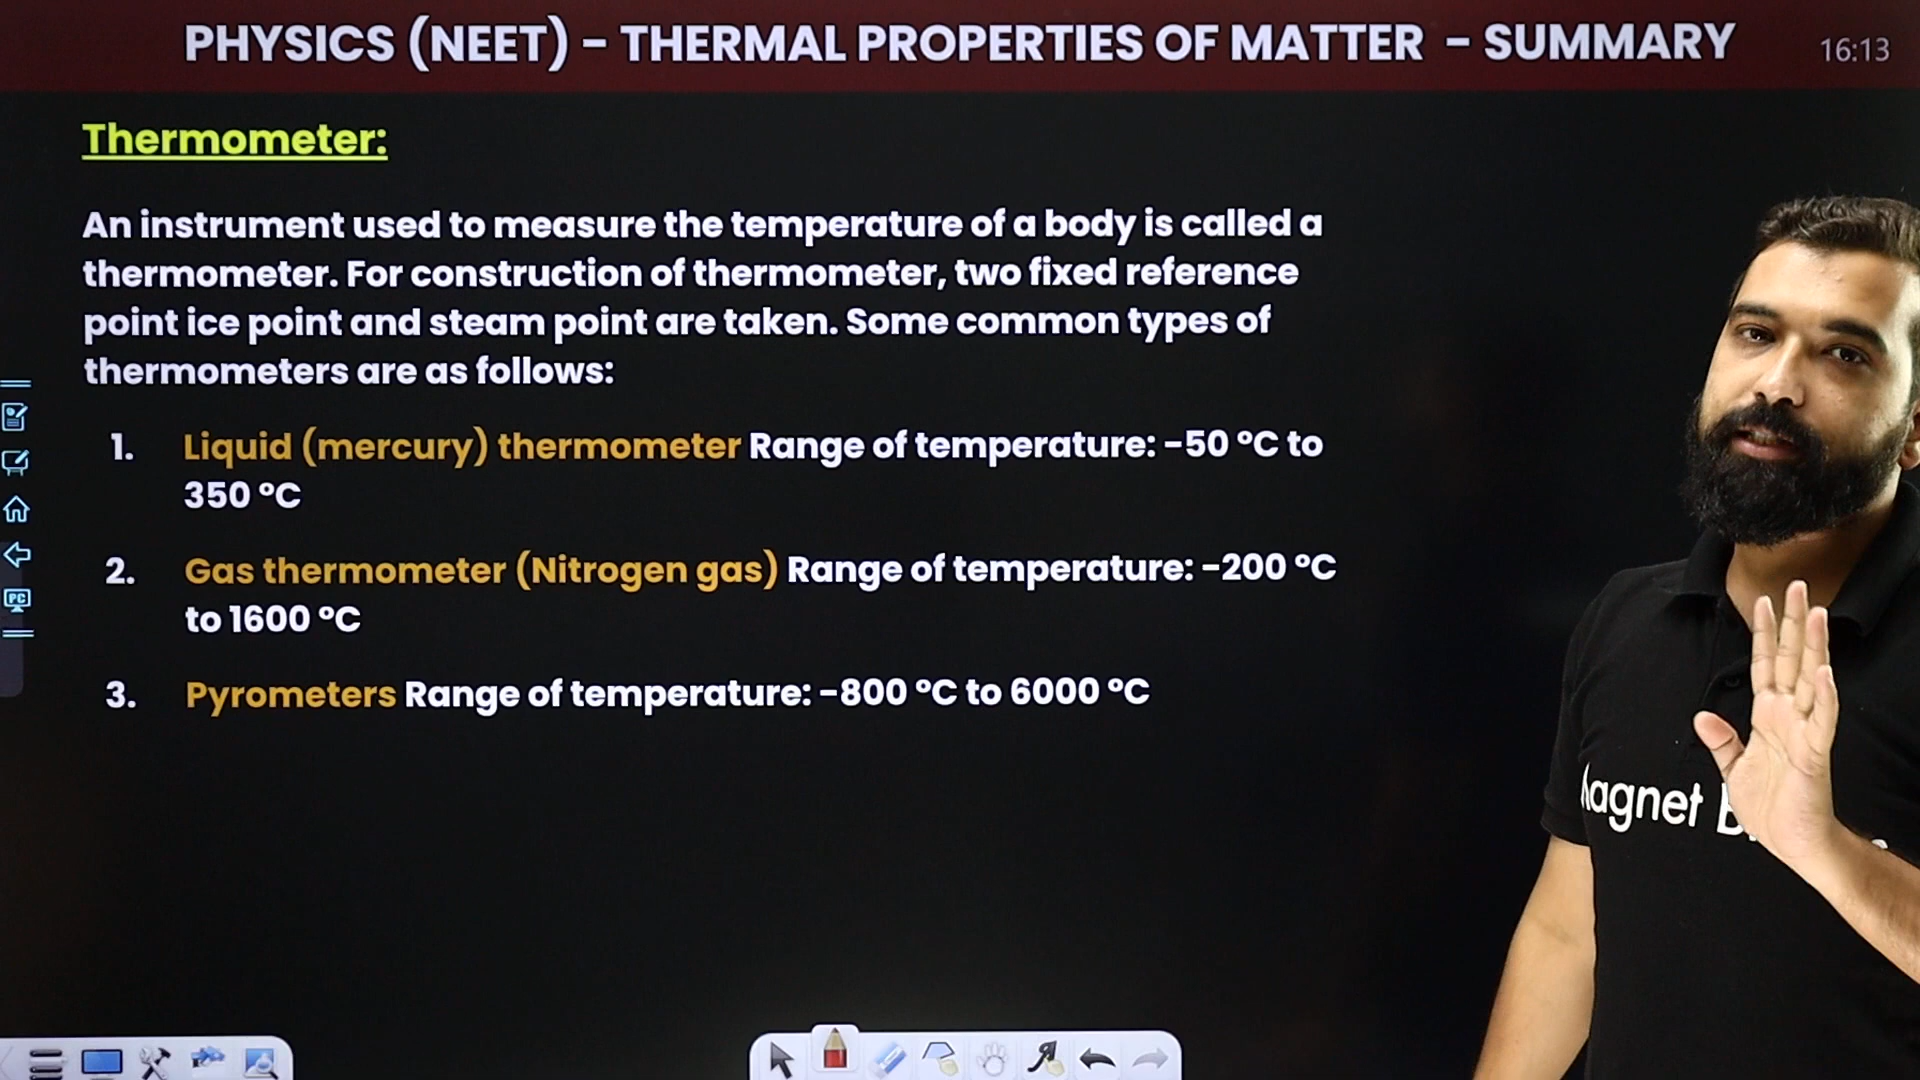 PHYSICS (NEET) - THERMAL PROPERTIES OF MATTER - SUMMARY
16:13
Thermometer:
An instrument used to measure the temperature of a body is called a
thermometer. For construction of thermometer, two fixed reference
point ice point and steam point are taken. Some common types of
thermometers are as follows:
1. Liquid (mercury) thermometer Range of temperature: -50 °C to
350 °C
2. Gas thermometer (Nitrogen gas) Range of temperature: -200 °C
to 1600 °C
3. Pyrometers Range of temperature: -800 °C to 6000 °C
agnet B
PC